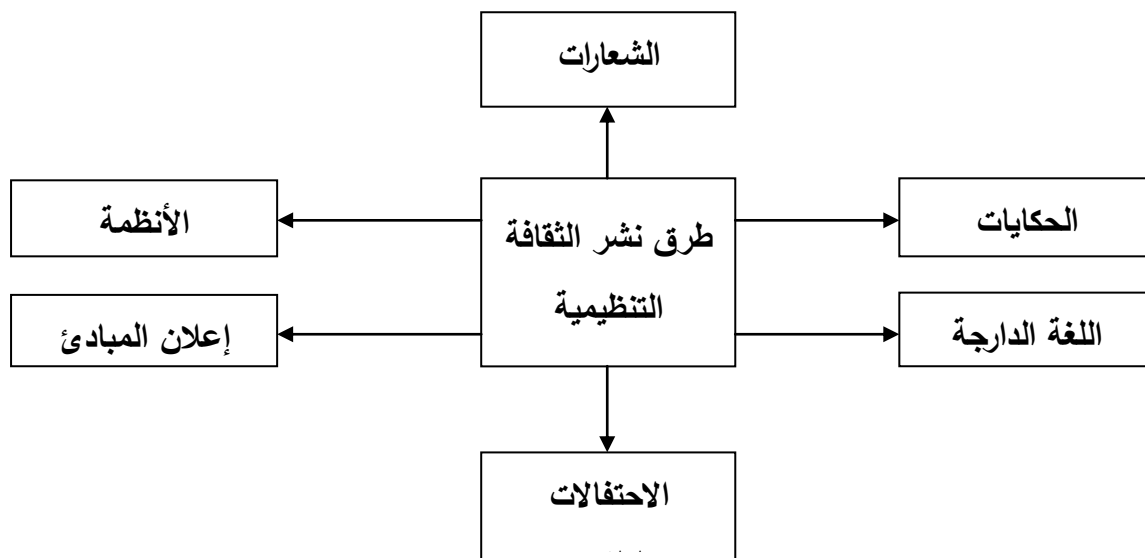 الشعارات
الحكايات
الأنظمة
طرق نشر الثقافة
التنظيمية
اللغة الدارجة
إعلان المبادئ
الاحتفالات